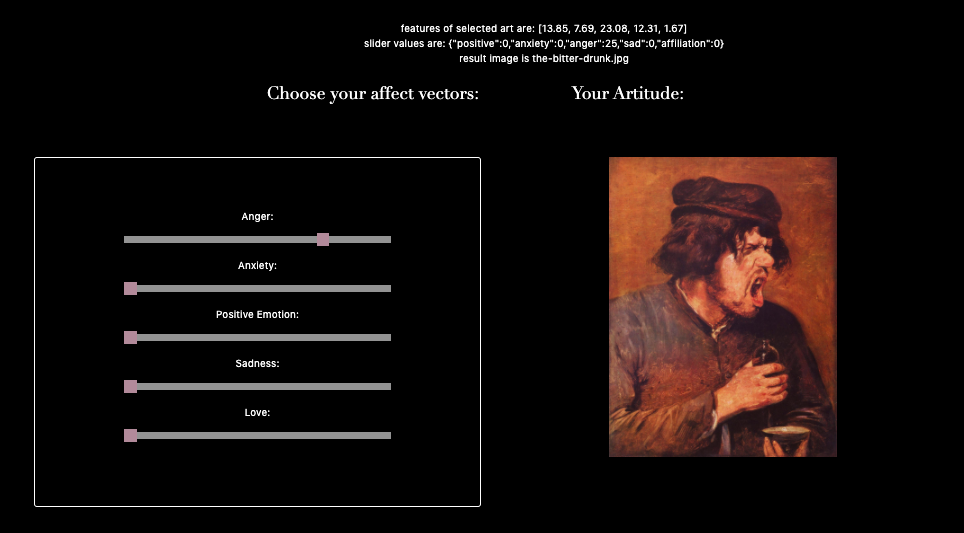 features of selected art are: [13.85, 7.69, 23.08, 12.31, 1.67]
slider values are: {"positive":0,"anxiety":0,"anger":25,"sad":0,"affiliation":0}
result image is the-bitter-drunk.jpg
Choose your affect vectors:
Your Artitude:
Anger:
Anxiety:
Positive Emotion:
Sadness:
Love: